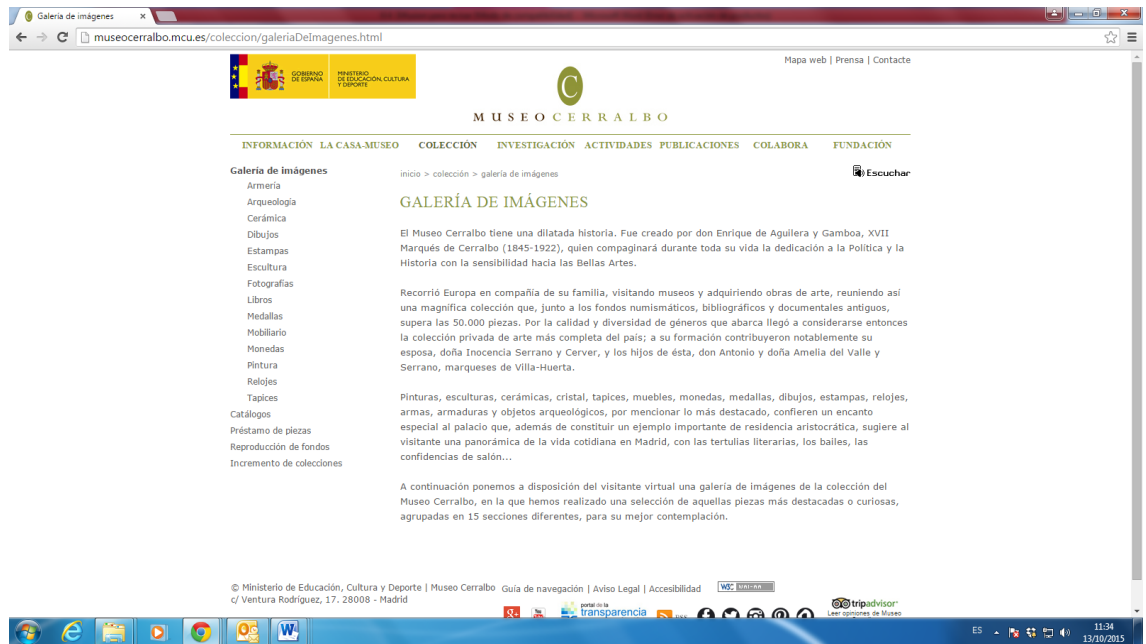 Galería de imágenes
museocerralbo.mcu.es/coleccion/galeriaDeImagenes.html
GOBIERNO DE ESPAÑA
MINISTERIO DE EDUCACIÓN, CULTURA Y DEPORTE
Mapa web | Prensa | Contacte
C
MUSEO CERRALBO
INFORMACIÓN LA CASA-MUSEO COLECCIÓN INVESTIGACIÓN ACTIVIDADES PUBLICACIONES COLABORA FUNDACIÓN
Galería de imágenes
Armería
Arqueología
Cerámica
Dibujos
Estampas
Escultura
Fotografías
Libros
Medallas
Mobiliario
Monedas
Pintura
Relojes
Tapices
Catálogos
Préstamo de piezas
Reproducción de fondos
Incremento de colecciones
inicio > colección > galería de imágenes
Escuchar
GALERÍA DE IMÁGENES
El Museo Cerralbo tiene una dilatada historia. Fue creado por don Enrique de Aguilera y Gamboa, XVII
Marqués de Cerralbo (1845-1922), quien compaginará durante toda su vida la dedicación a la Política y la
Historia con la sensibilidad hacia las Bellas Artes.
Recorrió Europa en compañía de su familia, visitando museos y adquiriendo obras de arte, reuniendo así
una magnífica colección que, junto a los fondos numismáticos, bibliográficos y documentales antiguos,
supera las 50.000 piezas. Por la calidad y diversidad de géneros que abarca llegó a considerarse entonces
la colección privada de arte más completa del país; a su formación contribuyeron notablemente su
esposa, doña Inocencia Serrano y Cerver, y los hijos de ésta, don Antonio y doña Amelia del Valle y
Serrano, marqueses de Villa-Huerta.
Pinturas, esculturas, cerámicas, cristal, tapices, muebles, monedas, medallas, dibujos, estampas, relojes,
armas, armaduras y objetos arqueológicos, por mencionar lo más destacado, confieren un encanto
especial al palacio que, además de constituir un ejemplo importante de residencia aristocrática, sugiere al
visitante una panorámica de la vida cotidiana en Madrid, con las tertulias literarias, los bailes, las
confidencias de salón...
A continuación ponemos a disposición del visitante virtual una galería de imágenes de la colección del
Museo Cerralbo, en la que hemos realizado una selección de aquellas piezas más destacadas o curiosas,
agrupadas en 15 secciones diferentes, para su mejor contemplación.
© Ministerio de Educación, Cultura y Deporte | Museo Cerralbo
c/ Ventura Rodríguez, 17. 28008 - Madrid
Guía de navegación | Aviso Legal | Accesibilidad
W3C
portal de la
transparencia
RSS
tripadvisor
Leer opiniones de Museo
ES
11:34
13/10/2015